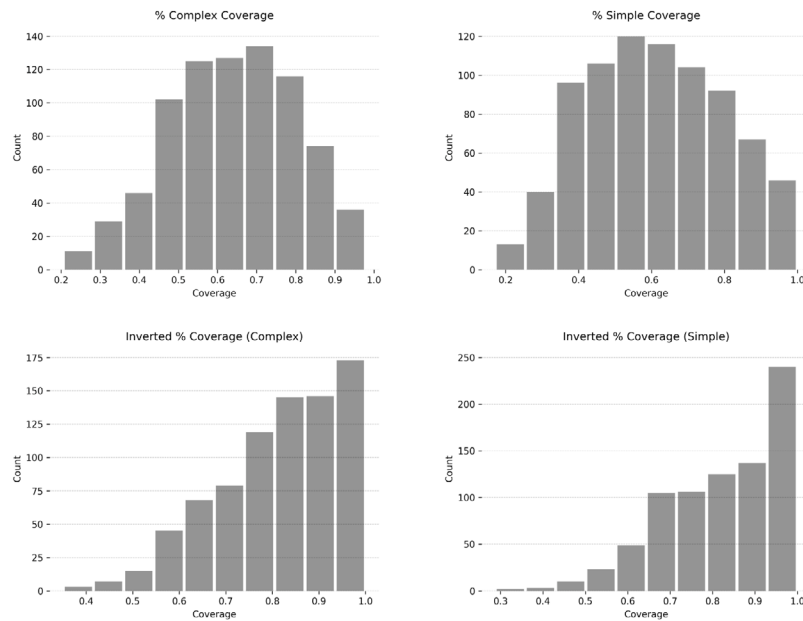 % Complex Coverage
140
120
100
80
60
40
20
0
Count
0.2 0.3 0.4 0.5 0.6 0.7 0.8 0.9 1.0
Coverage
% Simple Coverage
120
100
80
60
40
20
0
Count
0.2 0.4 0.6 0.8 1.0
Coverage
Inverted % Coverage (Complex)
175
150
125
100
75
50
25
0
Count
0.4 0.5 0.6 0.7 0.8 0.9 1.0
Coverage
Inverted % Coverage (Simple)
250
200
150
100
50
0
Count
0.3 0.4 0.5 0.6 0.7 0.8 0.9 1.0
Coverage